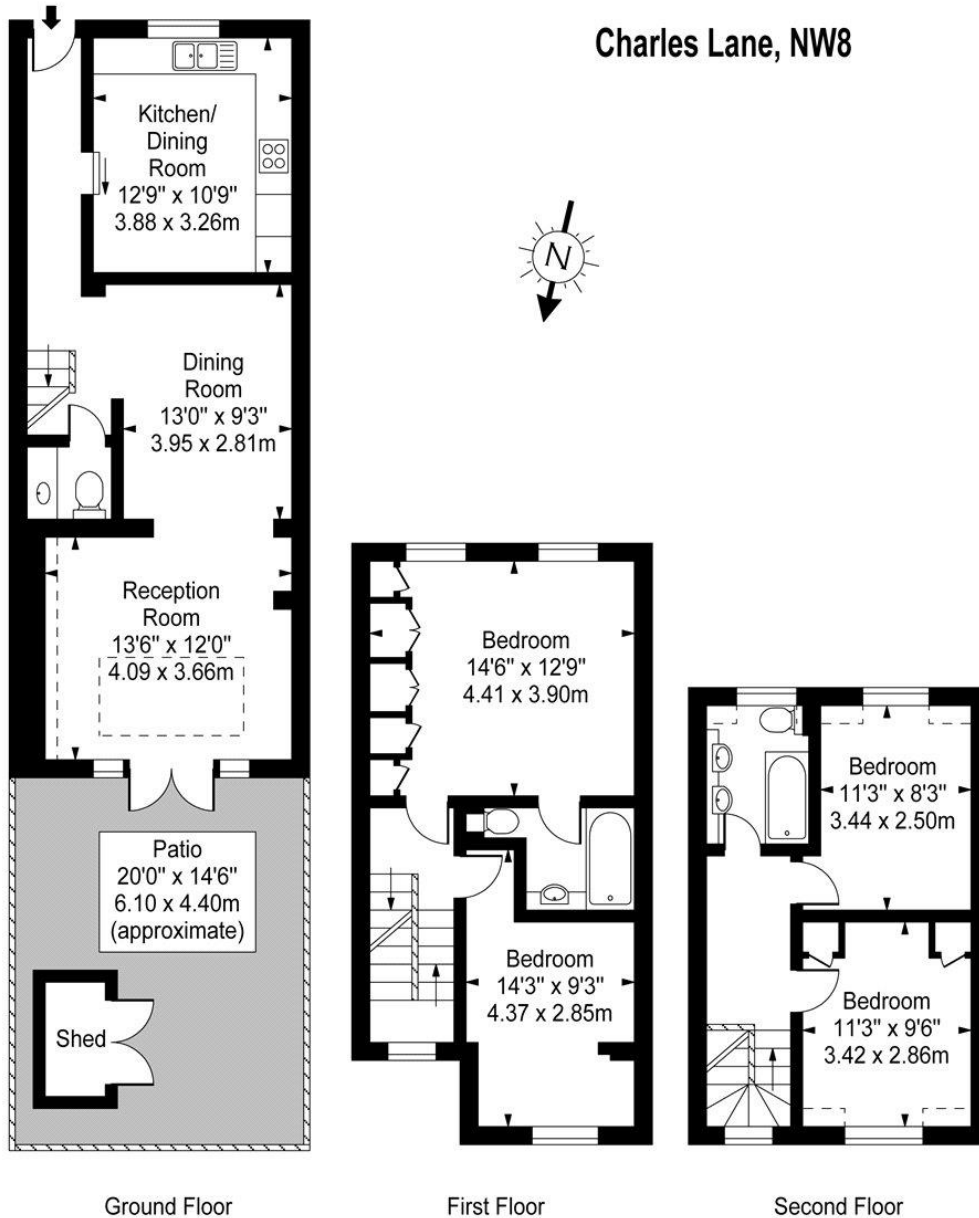 Charles Lane, NW8
Kitchen/
Dining
Room
12'9" x 10'9"
3.88 x 3.26m
N
Dining
Room
13'0" x 9'3"
3.95 x 2.81m
Reception
Room
13'6" x 12'0"
4.09 x 3.66m
Patio
20'0" x 14'6"
6.10 x 4.40m
(approximate)
Shed
Bedroom
14'6" x 12'9"
4.41 x 3.90m
Bedroom
14'3" x 9'3"
4.37 x 2.85m
Bedroom
11'3" x 8'3"
3.44 x 2.50m
Bedroom
11'3" x 9'6"
3.42 x 2.86m
Ground Floor
First Floor
Second Floor